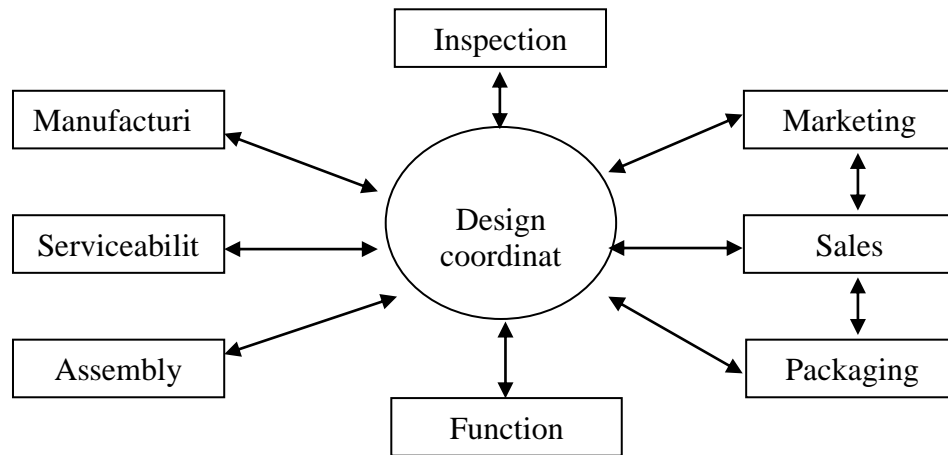 Inspection
Manufacturi
Marketing
Serviceabilit
Design
coordinat
Sales
Assembly
Packaging
Function